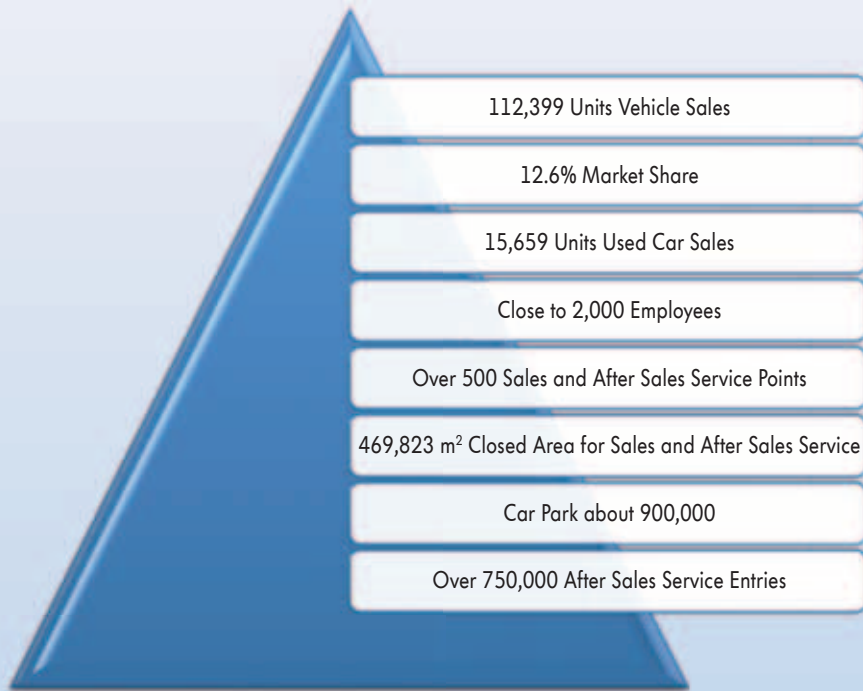 112,399 Units Vehicle Sales
12.6% Market Share
15,659 Units Used Car Sales
Close to 2,000 Employees
Over 500 Sales and After Sales Service Points
469,823 m² Closed Area for Sales and After Sales Service
Car Park about 900,000
Over 750,000 After Sales Service Entries